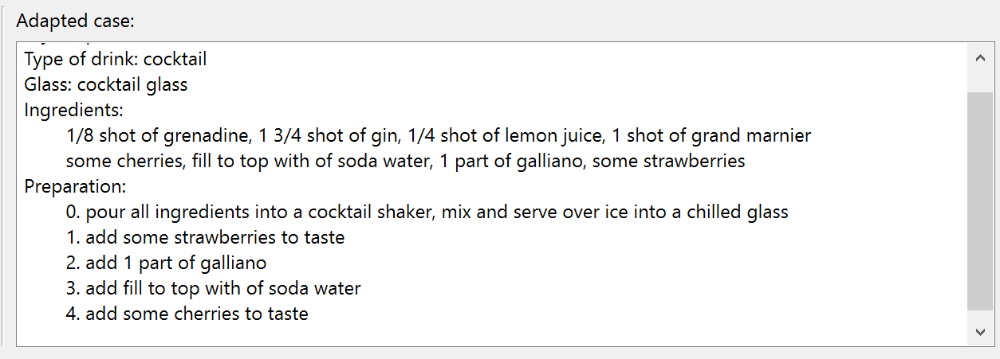 Adapted case:
Type of drink: cocktail
Glass: cocktail glass
Ingredients:
1/8 shot of grenadine, 1 3/4 shot of gin, 1/4 shot of lemon juice, 1 shot of grand marnier
some cherries, fill to top with of soda water, 1 part of galliano, some strawberries
Preparation:
0. pour all ingredients into a cocktail shaker, mix and serve over ice into a chilled glass
1. add some strawberries to taste
2. add 1 part of galliano
3. add fill to top with of soda water
4. add some cherries to taste